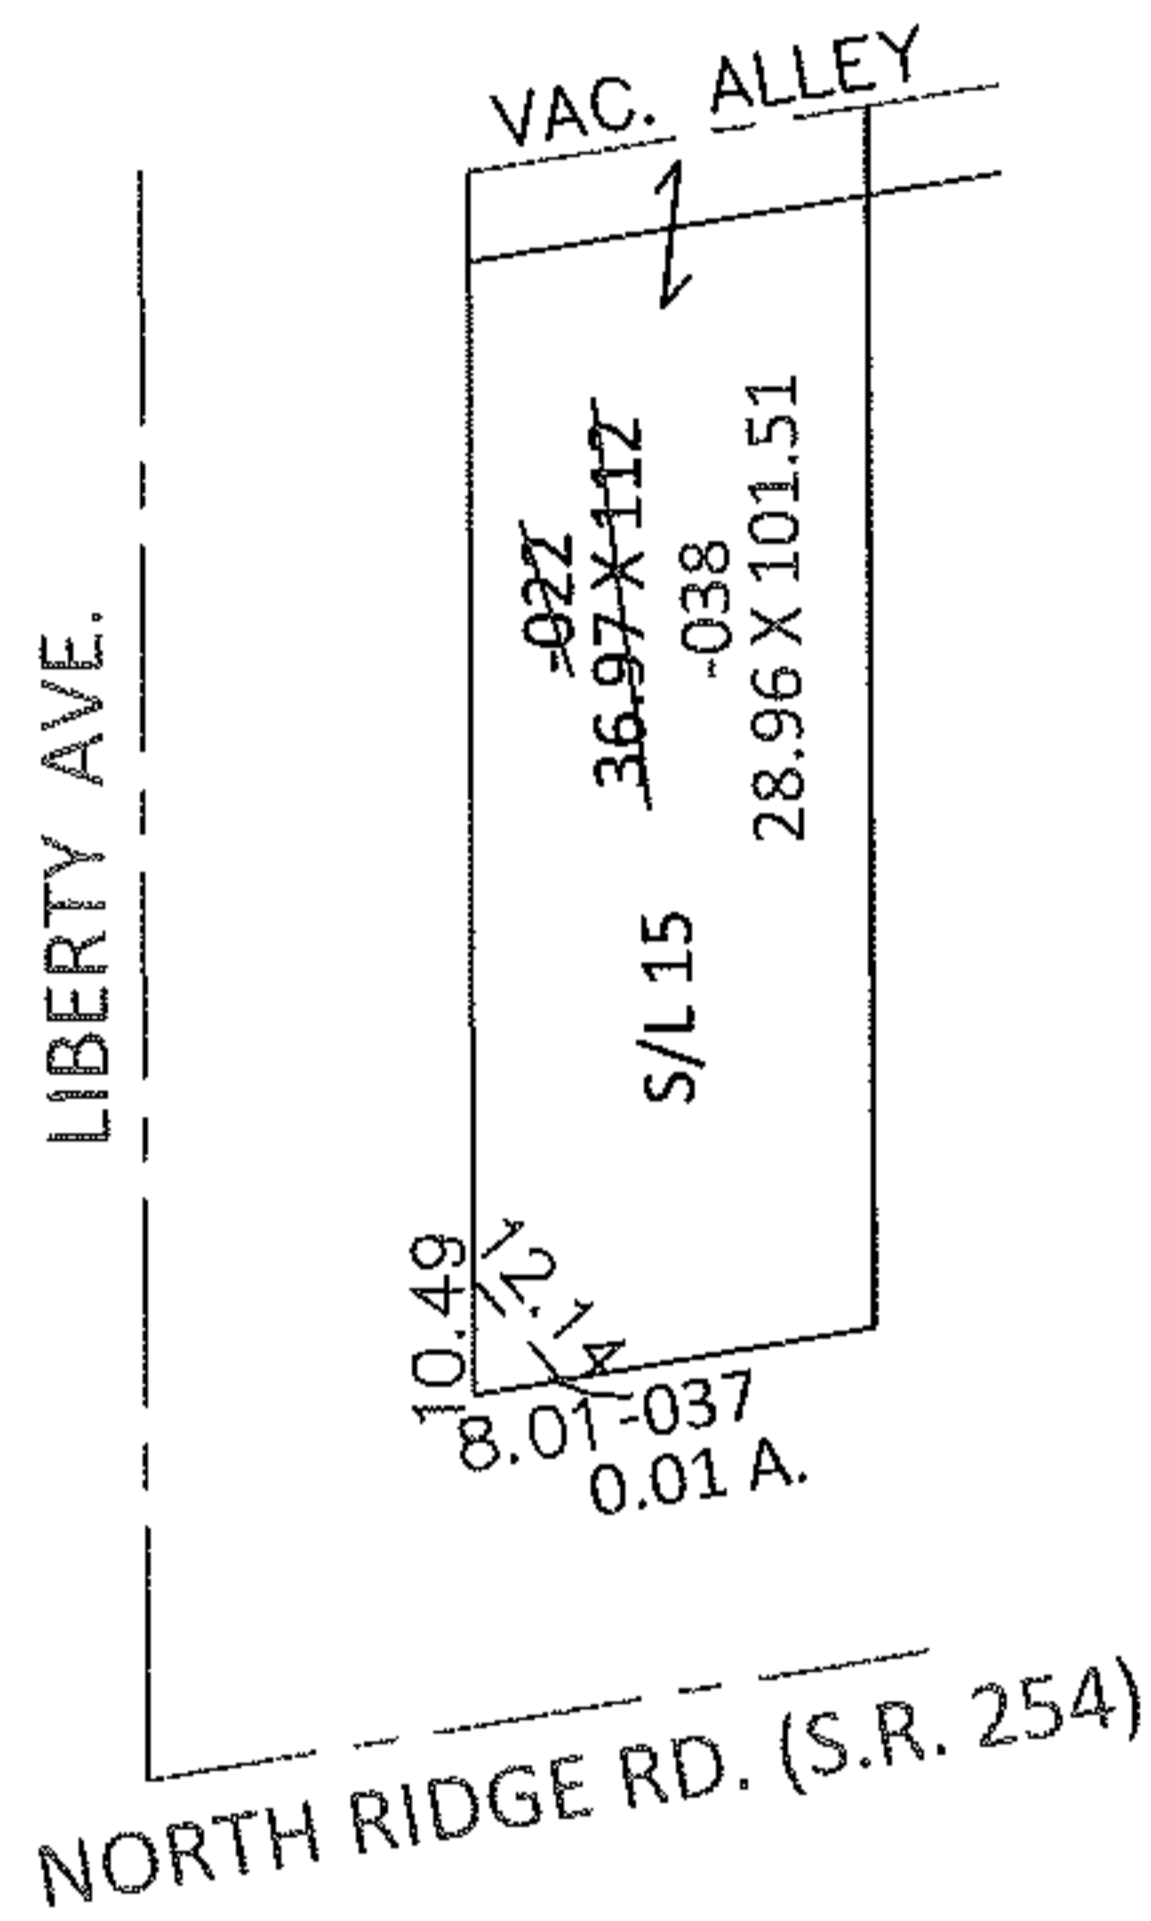 VAC. ALLEY
LIBERTY AVE.
-022
36.97 X 112
-038
28.96 X 101.51
S/L 15
10.49
12.14
8.01
-037
0.01 A.
NORTH RIDGE RD. (S.R. 254)